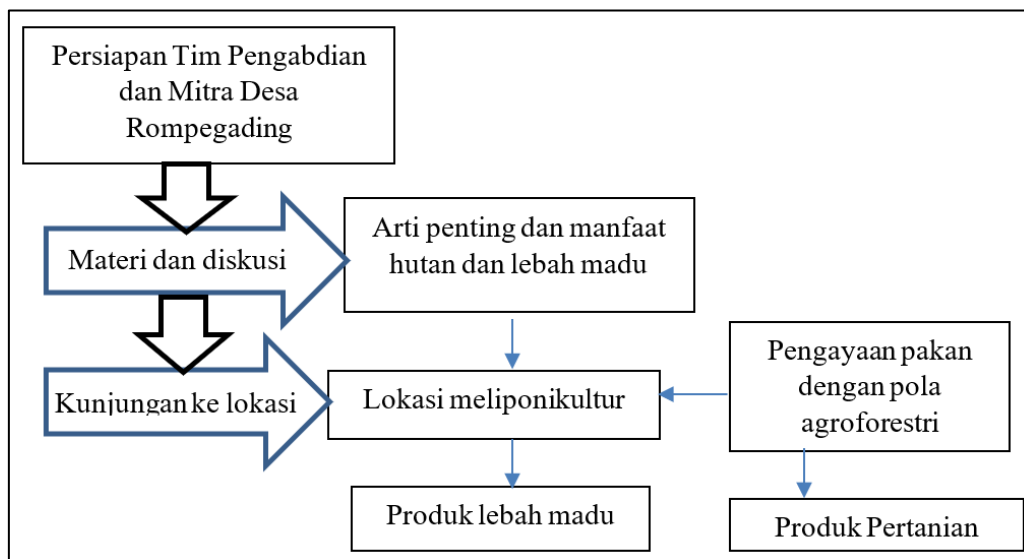 Persiapan Tim Pengabdian
dan Mitra Desa
Rompegading
Materi dan diskusi
Arti penting dan manfaat
hutan dan lebah madu
Kunjungan ke lokasi
Lokasi meliponikultur
Pengayaan pakan
dengan pola
agroforestri
Produk lebah madu
Produk Pertanian